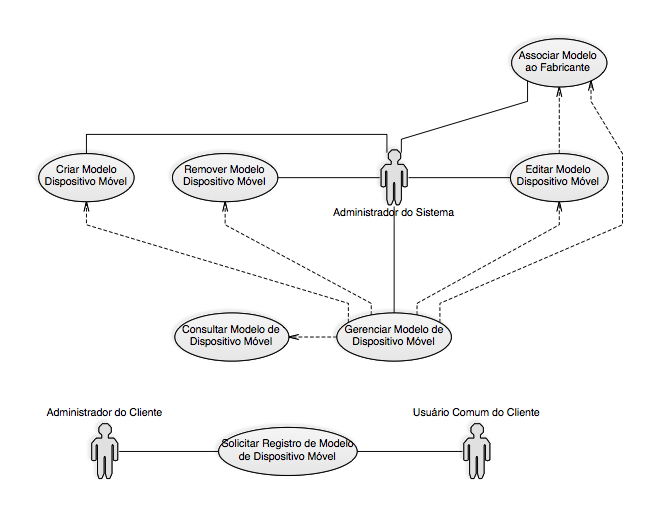 Associar Modelo
ao Fabricante
Criar Modelo
Dispositivo Móvel
Remover Modelo
Dispositivo Móvel
Editar Modelo
Dispositivo Móvel
Administrador do Sistema
Consultar Modelo de
Dispositivo Móvel
Gerenciar Modelo de
Dispositivo Móvel
Administrador do Cliente
Usuário Comum do Cliente
Solicitar Registro de Modelo
de Dispositivo Móvel